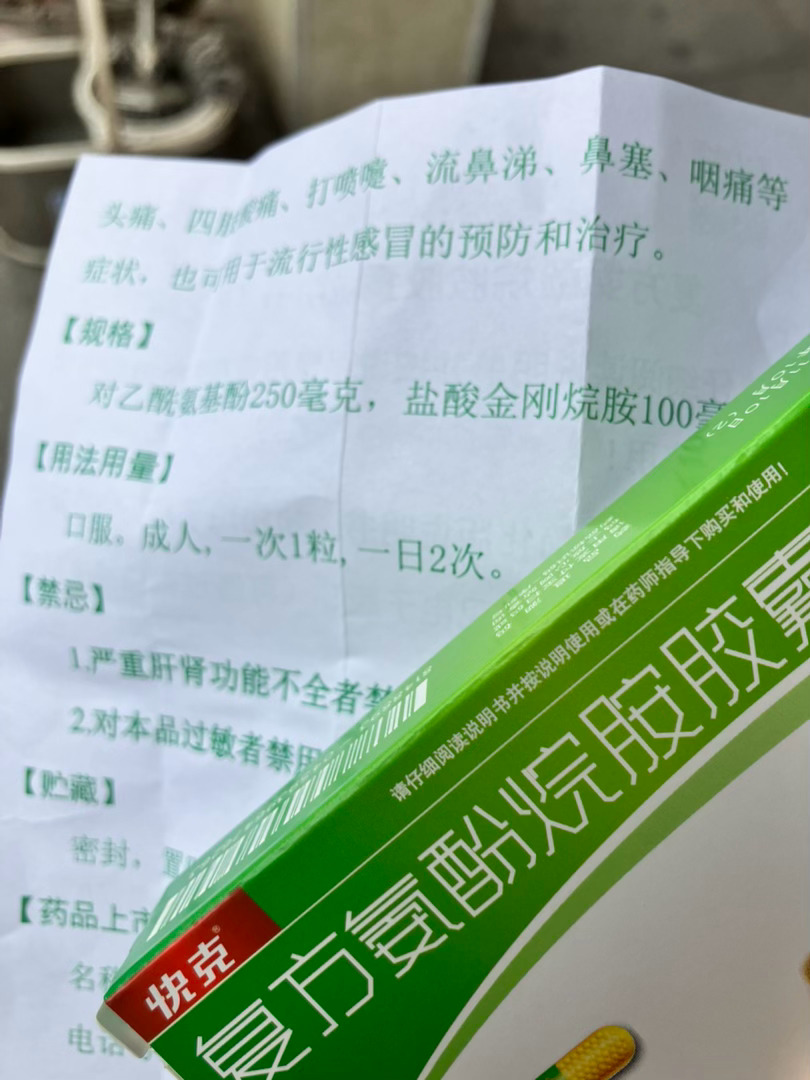 头痛、四肢酸痛、打喷嚏、流鼻涕、鼻塞、咽痛等
症状，也可用于流行性感冒的预防和治疗。
【规格】
对乙酰氨基酚250毫克，盐酸金刚烷胺100毫
【用法用量】
口服。成人，一次1粒，一日2次。
【禁忌】
1.严重肝肾功能不全者禁
2.对本品过敏者禁用
【贮藏】
密封，置
【药品上市
名称
电话
请仔细阅读说明书并按说明使用或在药师指导下购买和使用！
快克®
复方氨酚烷胺胶囊